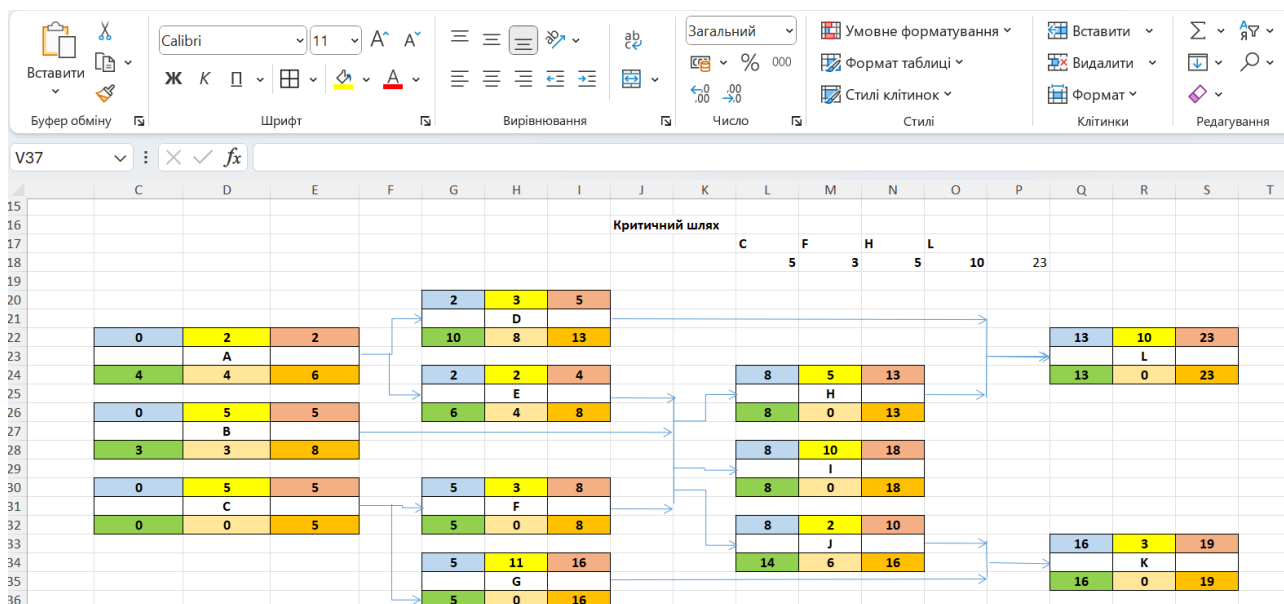 Calibri 11 A A ab c Загальний Умовне форматування Вставити Σ А Я
Вставити Ж К П А % 000 Формат таблиці Видалити
,00 ,0 ,00 ,0 Стилі клітинок Формат
Буфер обміну Шрифт Вирівнювання Число Стилі Клітинки Редагування
V37 fx
C D E F G H I J K L M N O P Q R S T
15
16 Критичний шлях
17 C F H L
18 5 3 5 10 23
19
20 2 3 5
21 D
22 0 2 2 10 8 13 13 10 23
23 A L
24 4 4 6 2 2 4 8 5 13 13 0 23
25 E H
26 0 5 5 6 4 8 8 0 13
27 B
28 3 3 8 8 10 18
29 I
30 0 5 5 5 3 8 8 0 18
31 C F
32 0 0 5 5 0 8 8 2 10
33 J 16 3 19
34 5 11 16 14 6 16 K
35 G 16 0 19
36 5 0 16